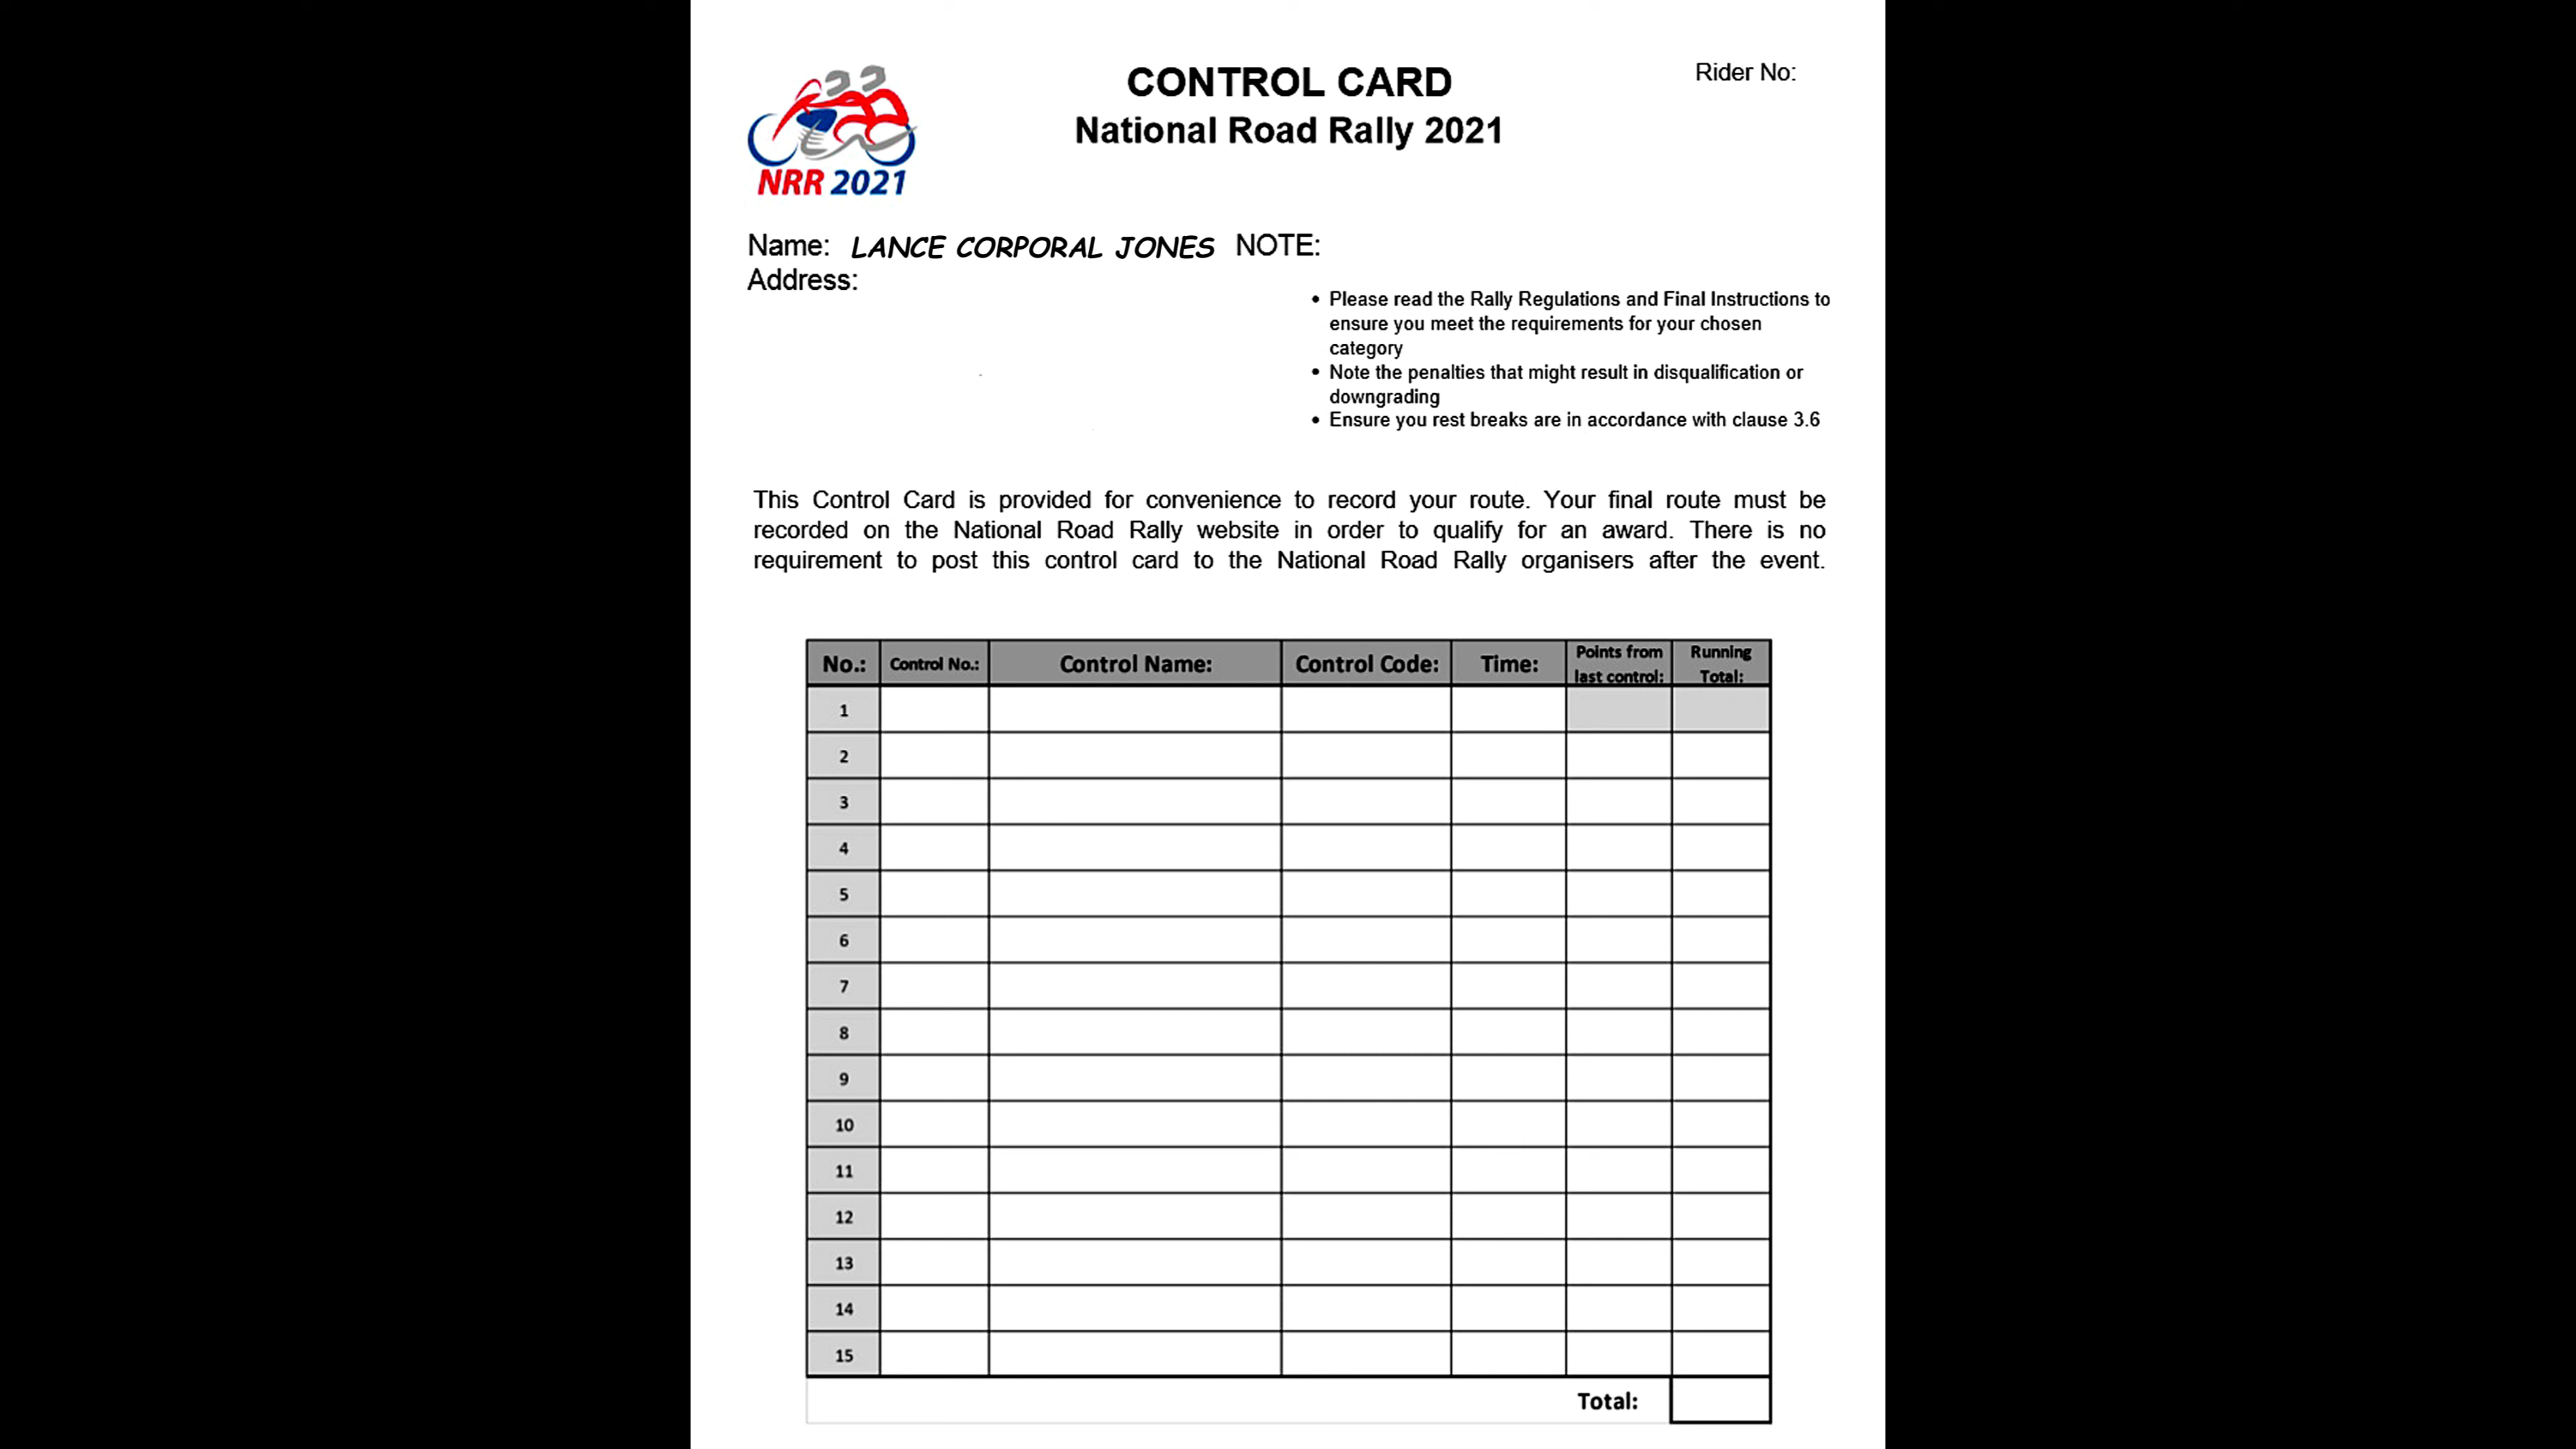 CONTROL CARD
Rider No:
National Road Rally 2021
NRR 2021
Name: LANCE CORPORAL JONES NOTE:
Address:
• Please read the Rally Regulations and Final Instructions to
ensure you meet the requirements for your chosen
category
• Note the penalties that might result in disqualification or
downgrading
• Ensure you rest breaks are in accordance with clause 3.6
This Control Card is provided for convenience to record your route. Your final route must be
recorded on the National Road Rally website in order to qualify for an award. There is no
requirement to post this control card to the National Road Rally organisers after the event.
No.: Control No.: Control Name: Control Code: Time: Points from last control: Running Total:
1
2
3
4
5
6
7
8
9
10
11
12
13
14
15
Total: